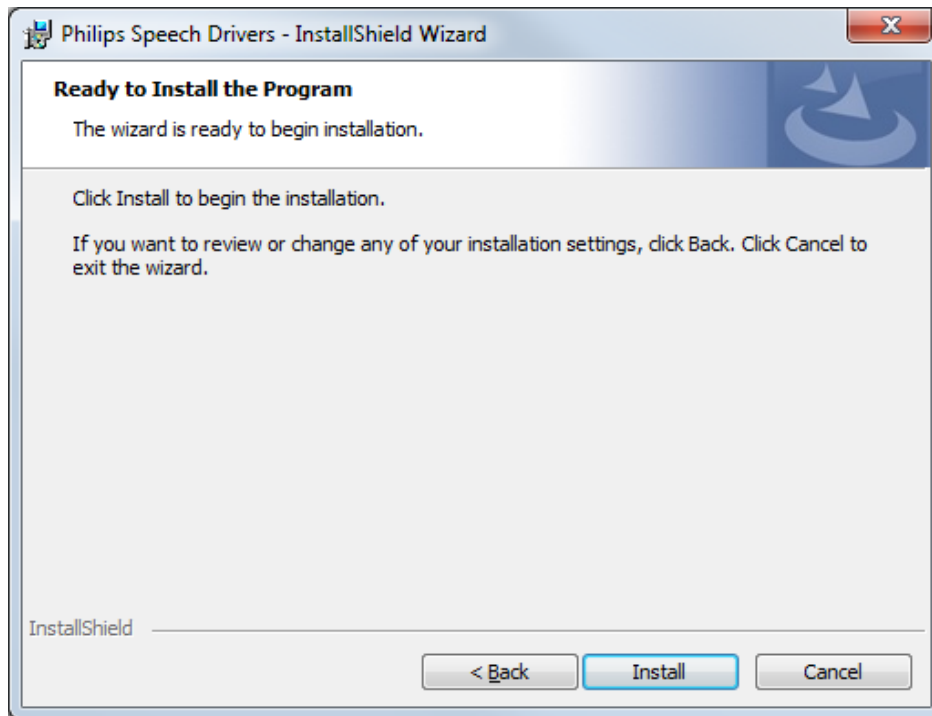 Philips Speech Drivers - InstallShield Wizard
X
Ready to Install the Program
The wizard is ready to begin installation.
Click Install to begin the installation.
If you want to review or change any of your installation settings, click Back. Click Cancel to
exit the wizard.
InstallShield
< Back Install Cancel